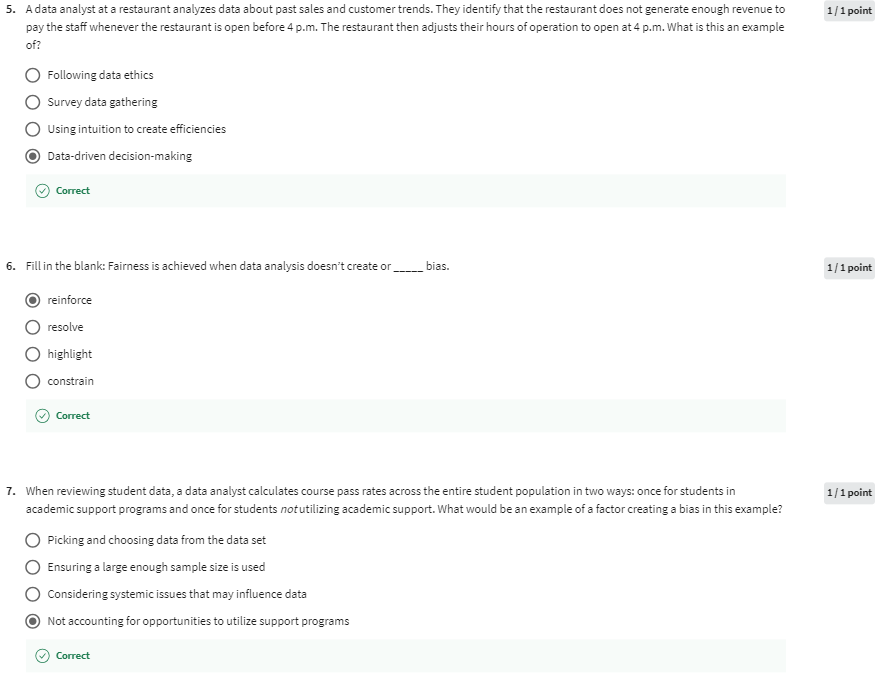 5. A data analyst at a restaurant analyzes data about past sales and customer trends. They identify that the restaurant does not generate enough revenue to 1 / 1 point
pay the staff whenever the restaurant is open before 4 p.m. The restaurant then adjusts their hours of operation to open at 4 p.m. What is this an example
of?
Following data ethics
Survey data gathering
Using intuition to create efficiencies
Data-driven decision-making
Correct
6. Fill in the blank: Fairness is achieved when data analysis doesn't create or _____ bias. 1 / 1 point
reinforce
resolve
highlight
constrain
Correct
7. When reviewing student data, a data analyst calculates course pass rates across the entire student population in two ways: once for students in 1 / 1 point
academic support programs and once for students not utilizing academic support. What would be an example of a factor creating a bias in this example?
Picking and choosing data from the data set
Ensuring a large enough sample size is used
Considering systemic issues that may influence data
Not accounting for opportunities to utilize support programs
Correct